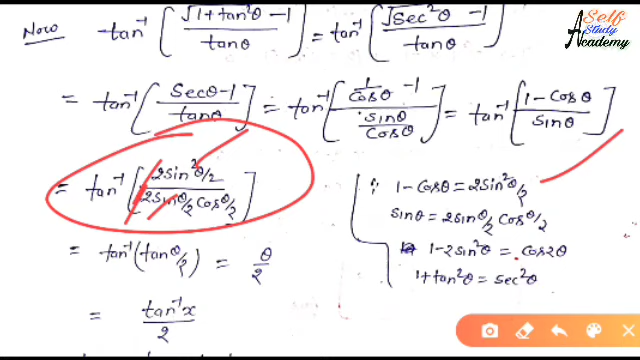 Self Study Academy
Now tan⁻¹[(√1+tan²θ −1)/tanθ] = tan⁻¹[(√Sec²θ −1)/tanθ]
= tan⁻¹[(Secθ−1)/tanθ] = tan⁻¹[(1/Cosθ −1)/(sinθ/Cosθ)] = tan⁻¹[(1−Cosθ)/Sinθ]
= tan⁻¹[2sin²θ/2 / 2sinθ/2 Cosθ/2]
∵ 1−Cosθ = 2Sin²θ/2
sinθ = 2Sinθ/2 Cosθ/2
1−2Sin²θ = Cos2θ
1+tan²θ = Sec²θ
= tan⁻¹(tanθ/2) = θ/2
= tan⁻¹x/2